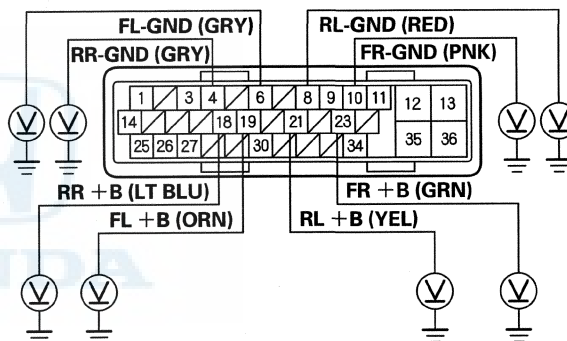 FL-GND (GRY) RL-GND (RED)
RR-GND (GRY) FR-GND (PNK)
1 3 4 6 8 9 10 11 12 13
14 18 19 21 23
25 26 27 30 34 35 36
V V V V
RR +B (LT BLU) FR +B (GRN)
FL +B (ORN) RL +B (YEL)
V V V V
NDA